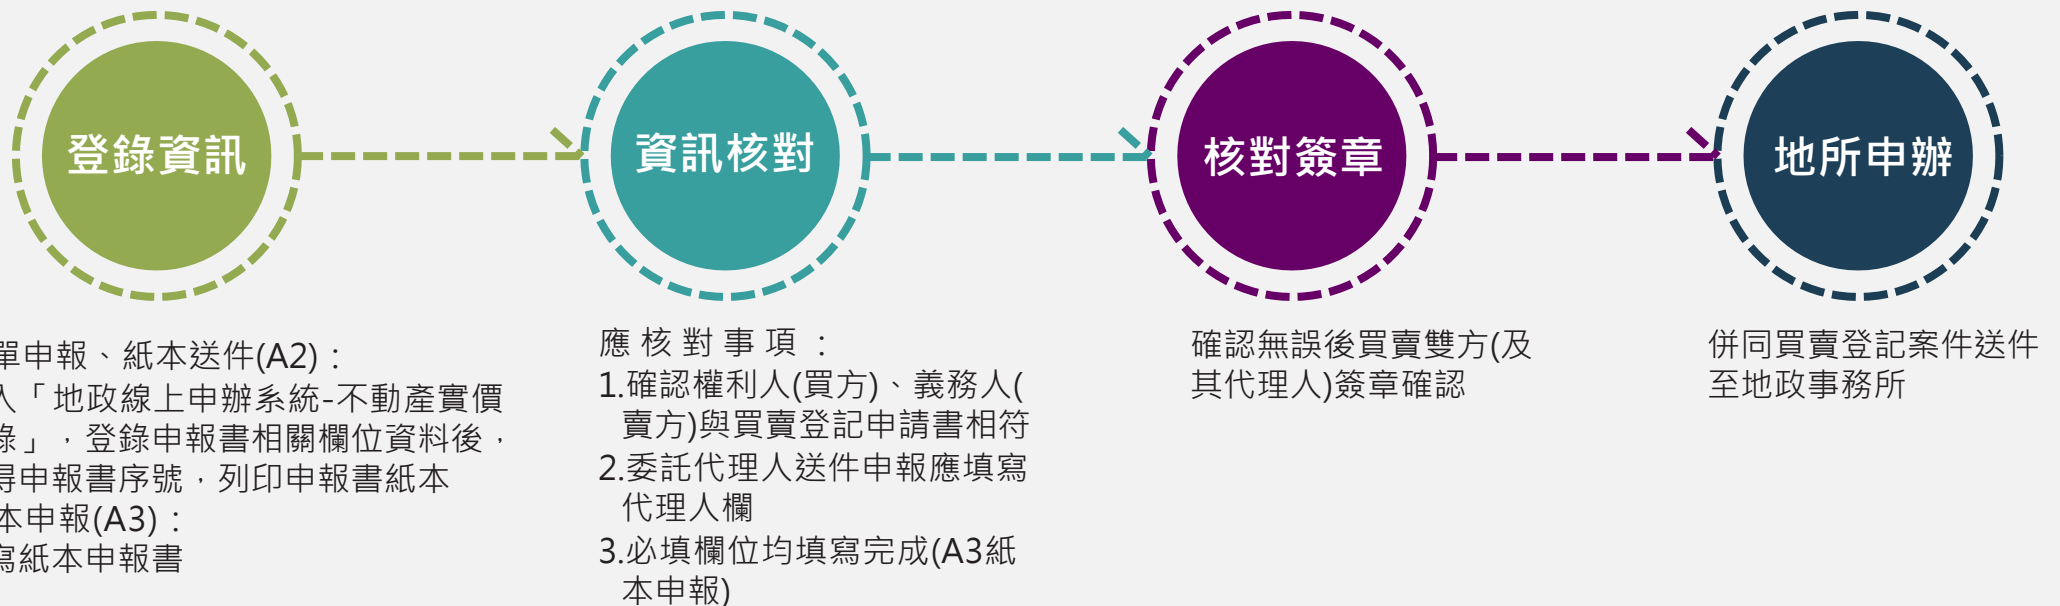 登錄資訊
資訊核對
核對簽章
地所申辦
單申報、紙本送件(A2)：
入「地政線上申辦系統-不動產實價
錄」，登錄申報書相關欄位資料後，
得申報書序號，列印申報書紙本
本申報(A3)：
寫紙本申報書
應核對事項：
1.確認權利人(買方)、義務人(
賣方)與買賣登記申請書相符
2.委託代理人送件申報應填寫
代理人欄
3.必填欄位均填寫完成(A3紙
本申報)
確認無誤後買賣雙方(及
其代理人)簽章確認
併同買賣登記案件送件
至地政事務所